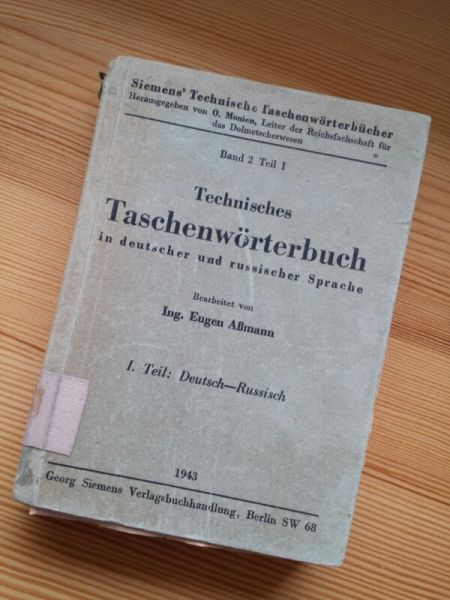 Siemens' Technische Taschenwörterbücher
Herausgegeben von O. Monien, Leiter der Reichsfachschaft für
das Dolmetscherwesen
Band 2 Teil I
Technisches
Taschenwörterbuch
in deutscher und russischer Sprache
Bearbeitet von
Ing. Eugen Aßmann
I. Teil: Deutsch—Russisch
1943
Georg Siemens Verlagsbuchhandlung, Berlin SW 68